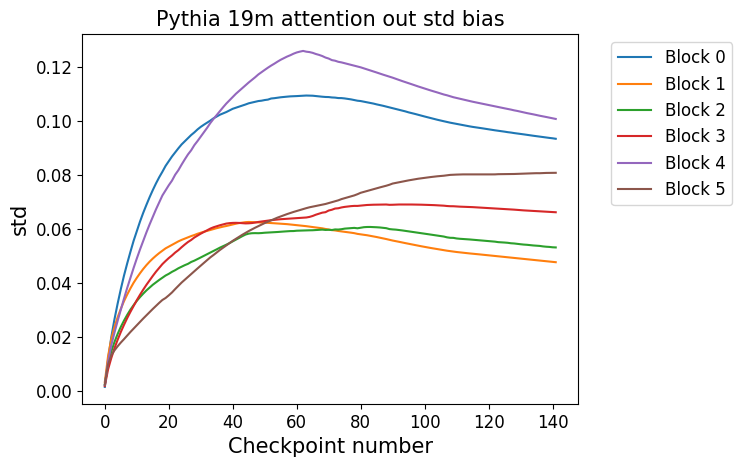 Pythia 19m attention out std bias
Block 0
Block 1
Block 2
Block 3
Block 4
Block 5
0.12
0.10
0.08
0.06
0.04
0.02
0.00
std
0 20 40 60 80 100 120 140
Checkpoint number